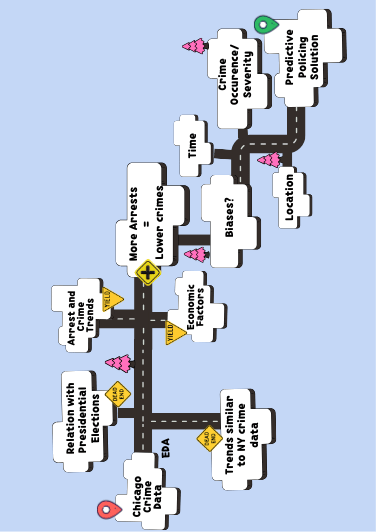 Chicago
Crime
Data
EDA
Relation with
Presidential
Elections
DEAD
END
Trends similar
to NY crime
data
DEAD
END
Arrest and
Crime
Trends
YIELD
Economic
Factors
YIELD
More Arrests
=
Lower crimes
Biases?
Time
Location
Crime
Occurence/
Severity
Predictive
Policing
Solution